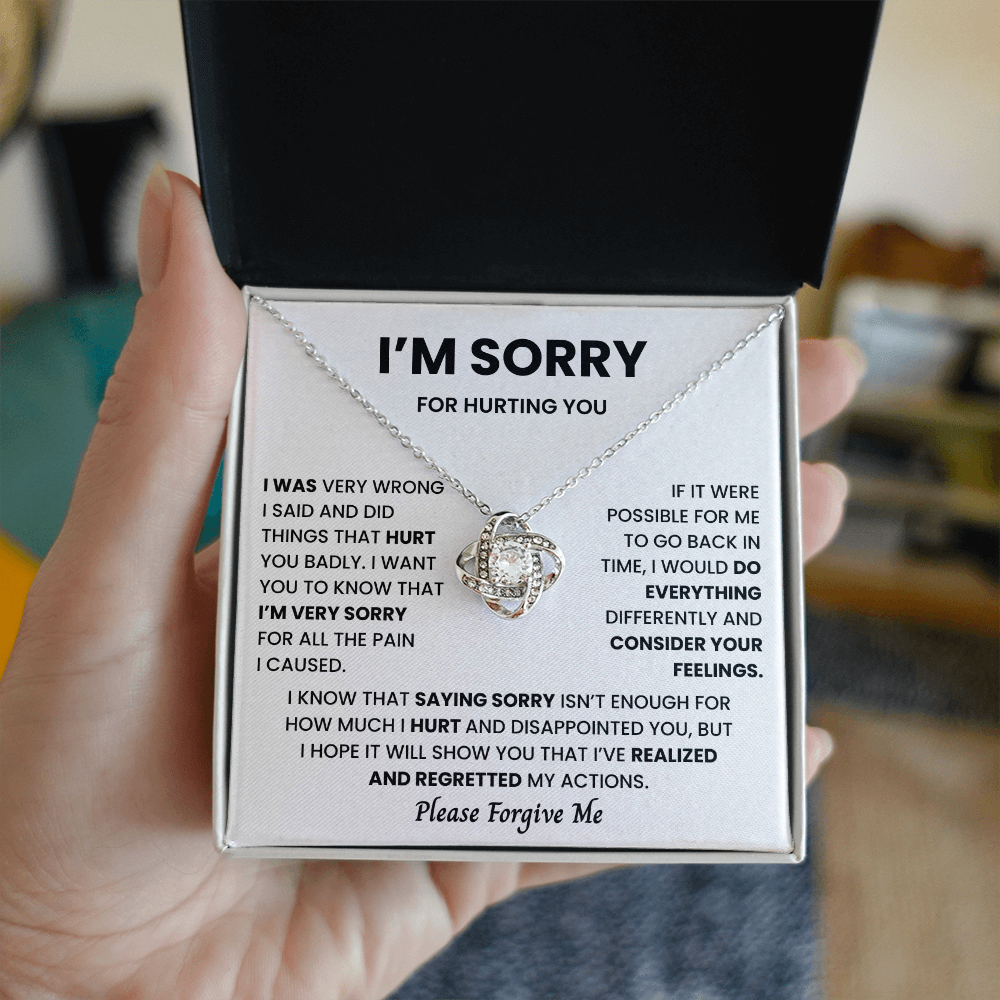 I'M SORRY
FOR HURTING YOU
I WAS VERY WRONG
I SAID AND DID
THINGS THAT HURT
YOU BADLY. I WANT
YOU TO KNOW THAT
I'M VERY SORRY
FOR ALL THE PAIN
I CAUSED.
IF IT WERE
POSSIBLE FOR ME
TO GO BACK IN
TIME, I WOULD DO
EVERYTHING
DIFFERENTLY AND
CONSIDER YOUR
FEELINGS.
I KNOW THAT SAYING SORRY ISN'T ENOUGH FOR
HOW MUCH I HURT AND DISAPPOINTED YOU, BUT
I HOPE IT WILL SHOW YOU THAT I'VE REALIZED
AND REGRETTED MY ACTIONS.
Please Forgive Me